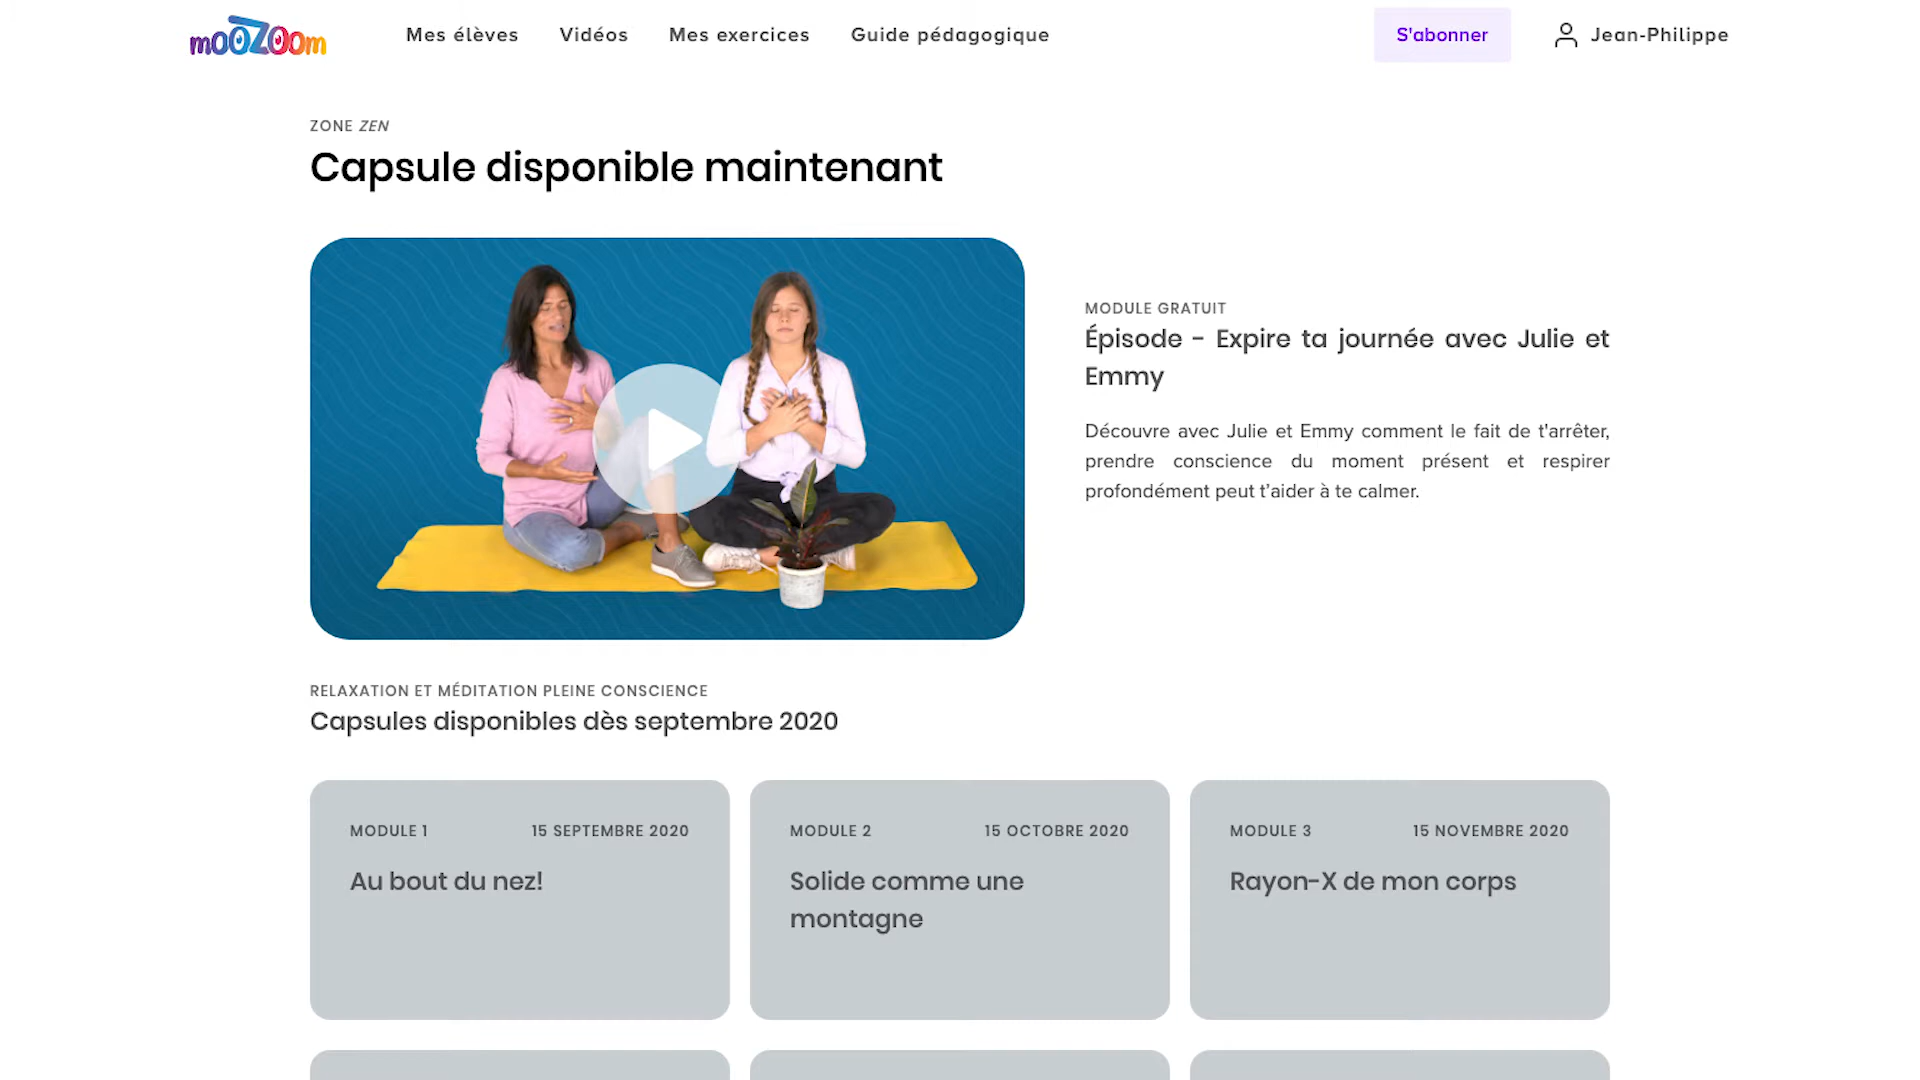 mooZoom
Mes élèves
Vidéos
Mes exercices
Guide pédagogique
S'abonner
Jean-Philippe
ZONE ZEN
Capsule disponible maintenant
MODULE GRATUIT
Épisode - Expire ta journée avec Julie et
Emmy
Découvre avec Julie et Emmy comment le fait de t'arrêter,
prendre conscience du moment présent et respirer
profondément peut t'aider à te calmer.
RELAXATION ET MÉDITATION PLEINE CONSCIENCE
Capsules disponibles dès septembre 2020
MODULE 1
15 SEPTEMBRE 2020
Au bout du nez!
MODULE 2
15 OCTOBRE 2020
Solide comme une
montagne
MODULE 3
15 NOVEMBRE 2020
Rayon-X de mon corps